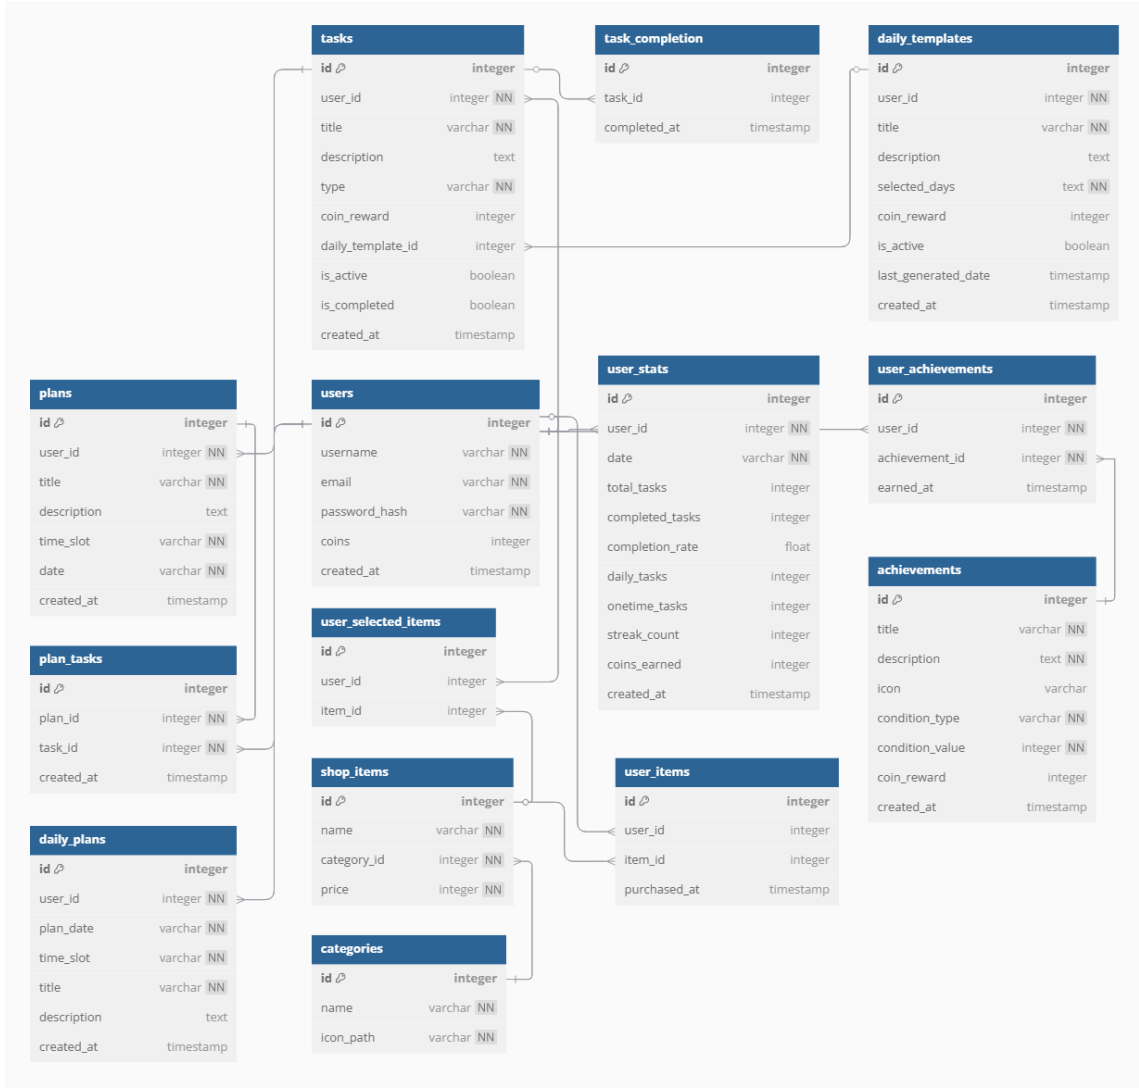 tasks
id integer
user_id integer NN
title varchar NN
description text
type varchar NN
coin_reward integer
daily_template_id integer
is_active boolean
is_completed boolean
created_at timestamp
task_completion
id integer
task_id integer
completed_at timestamp
daily_templates
id integer
user_id integer NN
title varchar NN
description text
selected_days text NN
coin_reward integer
is_active boolean
last_generated_date timestamp
created_at timestamp
plans
id integer
user_id integer NN
title varchar NN
description text
time_slot varchar NN
date varchar NN
created_at timestamp
users
id integer
username varchar NN
email varchar NN
password_hash varchar NN
coins integer
created_at timestamp
user_stats
id integer
user_id integer NN
date varchar NN
total_tasks integer
completed_tasks integer
completion_rate float
daily_tasks integer
onetime_tasks integer
streak_count integer
coins_earned integer
created_at timestamp
user_achievements
id integer
user_id integer NN
achievement_id integer NN
earned_at timestamp
achievements
id integer
title varchar NN
description text NN
icon varchar
condition_type varchar NN
condition_value integer NN
coin_reward integer
created_at timestamp
plan_tasks
id integer
plan_id integer NN
task_id integer NN
created_at timestamp
user_selected_items
id integer
user_id integer
item_id integer
shop_items
id integer
name varchar NN
category_id integer NN
price integer NN
user_items
id integer
user_id integer
item_id integer
purchased_at timestamp
daily_plans
id integer
user_id integer NN
plan_date varchar NN
time_slot varchar NN
title varchar NN
description text
created_at timestamp
categories
id integer
name varchar NN
icon_path varchar NN